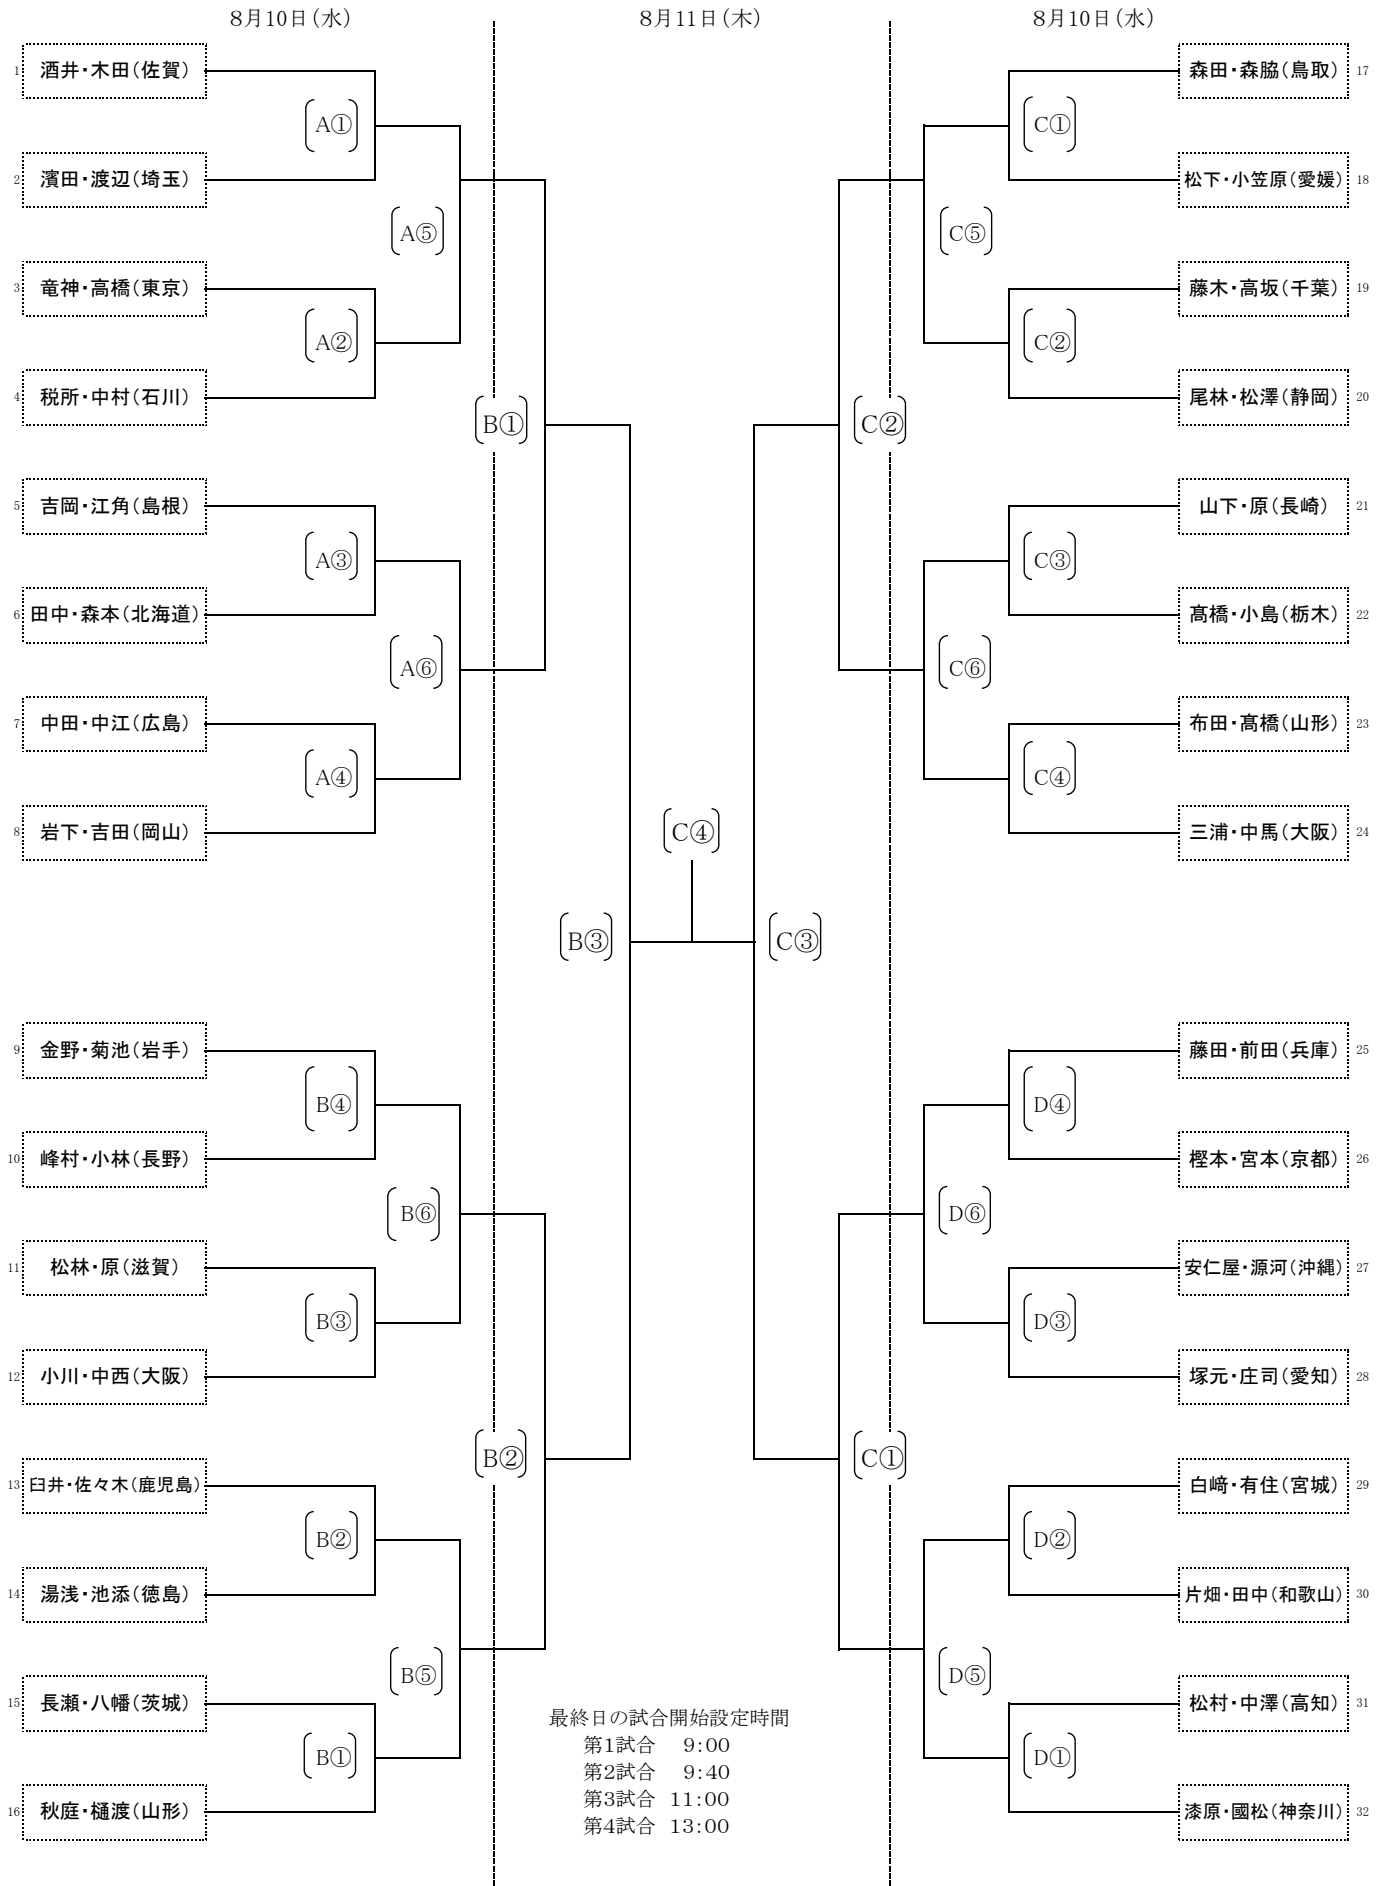 8月10日（水）
8月11日（木）
8月10日（水）
1 酒井・木田（佐賀）
A①
2 濱田・渡辺（埼玉）
A⑤
3 竜神・高橋（東京）
A②
4 税所・中村（石川）
B①
5 吉岡・江角（島根）
A③
6 田中・森本（北海道）
A⑥
7 中田・中江（広島）
A④
8 岩下・吉田（岡山）
9 金野・菊池（岩手）
B④
10 峰村・小林（長野）
B⑥
11 松林・原（滋賀）
B③
12 小川・中西（大阪）
B②
13 臼井・佐々木（鹿児島）
B②
14 湯浅・池添（徳島）
B⑤
15 長瀬・八幡（茨城）
B①
16 秋庭・樋渡（山形）
C④
B③
C③
最終日の試合開始設定時間
第1試合 9:00
第2試合 9:40
第3試合 11:00
第4試合 13:00
森田・森脇（鳥取） 17
C①
松下・小笠原（愛媛） 18
C⑤
藤木・高坂（千葉） 19
C②
尾林・松澤（静岡） 20
C②
山下・原（長崎） 21
C③
髙橋・小島（栃木） 22
C⑥
布田・髙橋（山形） 23
C④
三浦・中馬（大阪） 24
藤田・前田（兵庫） 25
D④
樫本・宮本（京都） 26
D⑥
安仁屋・源河（沖縄） 27
D③
塚元・庄司（愛知） 28
C①
白﨑・有住（宮城） 29
D②
片畑・田中（和歌山） 30
D⑤
松村・中澤（高知） 31
D①
漆原・國松（神奈川） 32